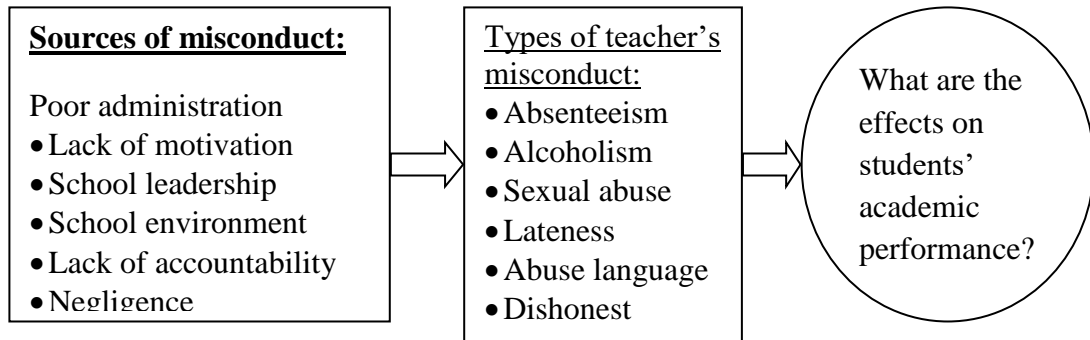 Sources of misconduct:
Poor administration
• Lack of motivation
• School leadership
• School environment
• Lack of accountability
• Negligence
Types of teacher’s
misconduct:
• Absenteeism
• Alcoholism
• Sexual abuse
• Lateness
• Abuse language
• Dishonest
What are the
effects on
students’
academic
performance?